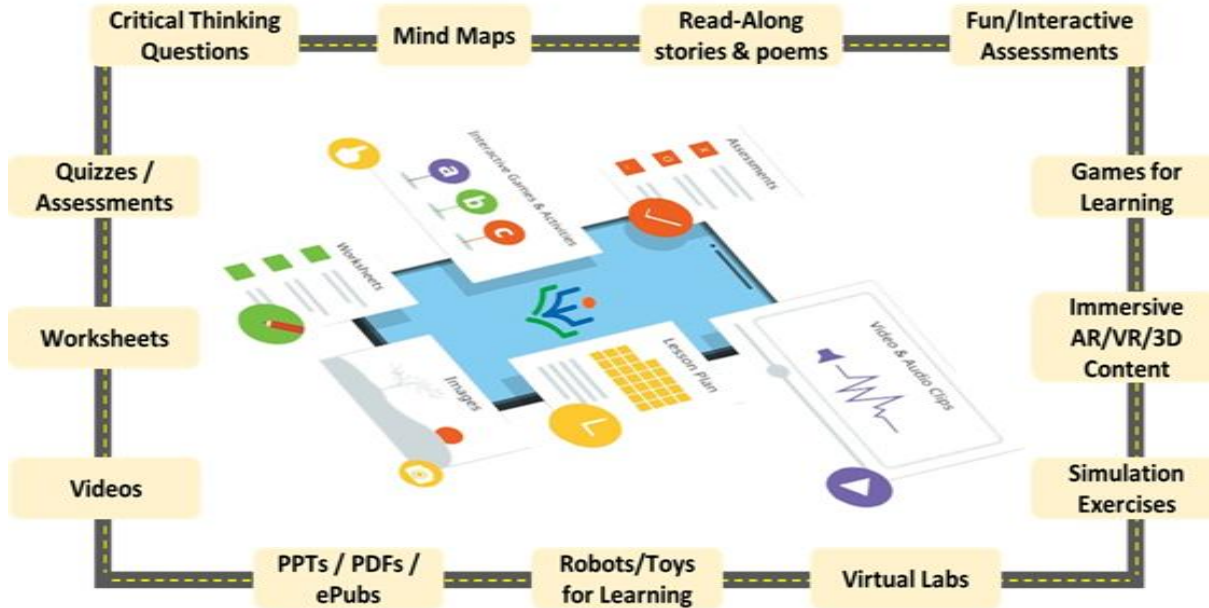 Critical Thinking
Questions
Mind Maps
Read-Along
stories & poems
Fun/Interactive
Assessments
Quizzes /
Assessments
Games for
Learning
Worksheets
Immersive
AR/VR/3D
Content
Videos
Simulation
Exercises
PPTs / PDFs /
ePubs
Robots/Toys
for Learning
Virtual Labs
Interactive Games & Activities
a
b
c
Assessments
O
X
Worksheets
Images
Lesson Plan
Video & Audio Clips